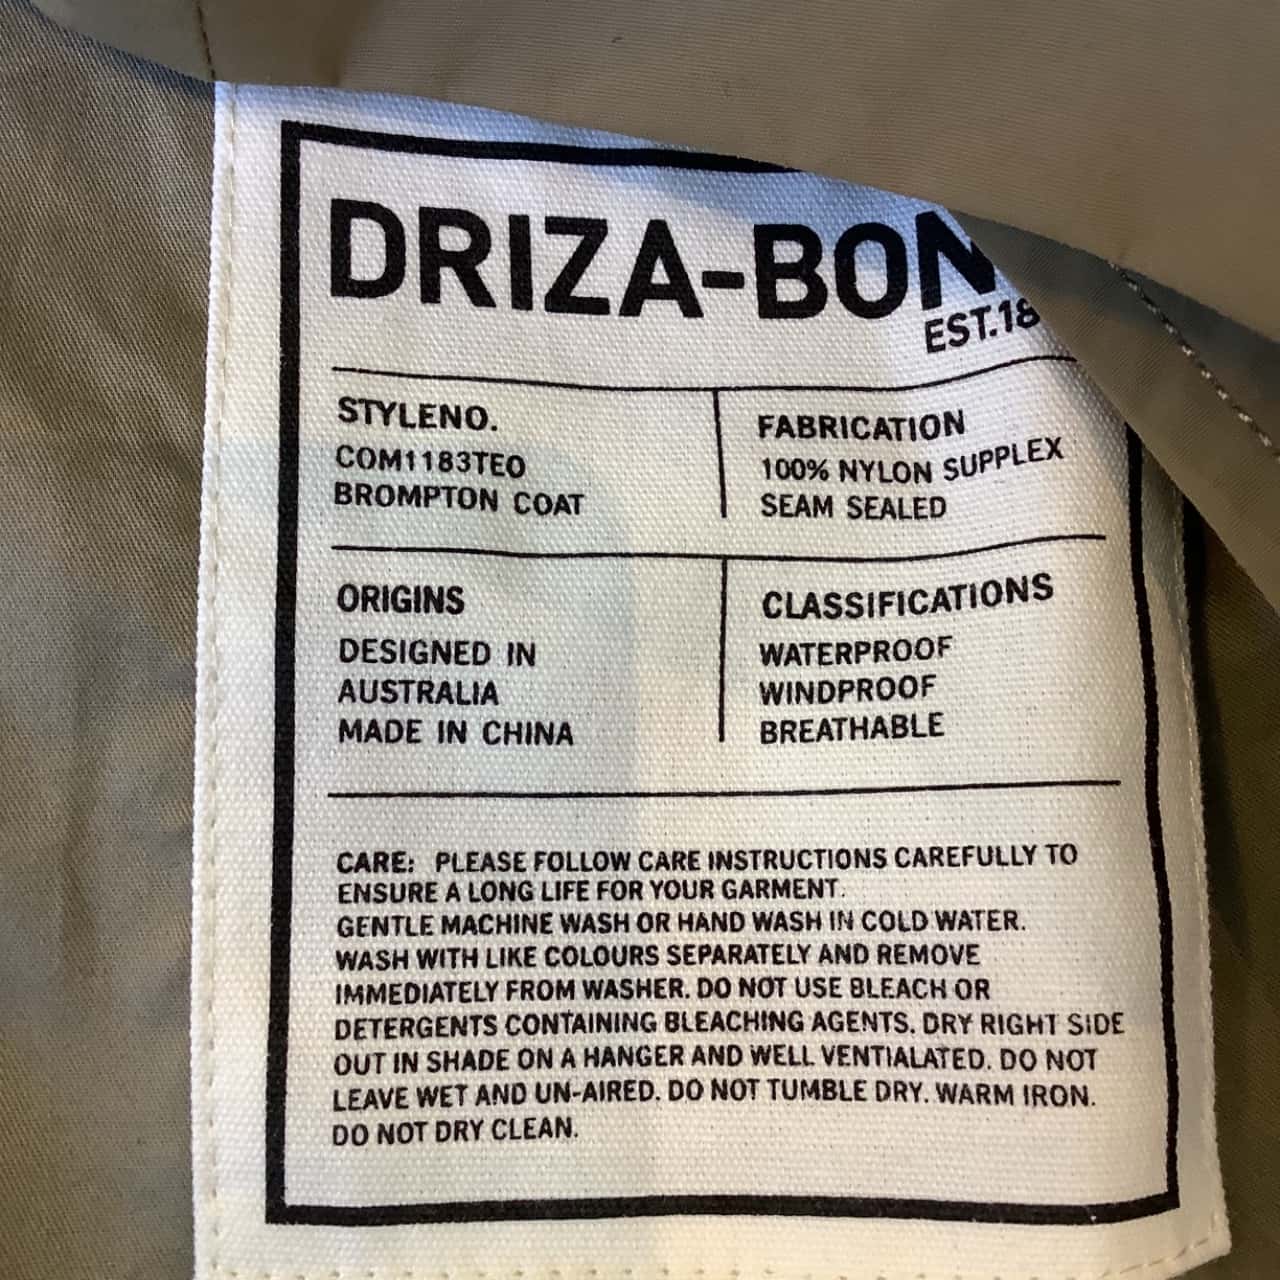 DRIZA-BON
EST.18
STYLENO.
COM1183TEO
BROMPTON COAT
FABRICATION
100% NYLON SUPPLEX
SEAM SEALED
ORIGINS
DESIGNED IN
AUSTRALIA
MADE IN CHINA
CLASSIFICATIONS
WATERPROOF
WINDPROOF
BREATHABLE
CARE: PLEASE FOLLOW CARE INSTRUCTIONS CAREFULLY TO
ENSURE A LONG LIFE FOR YOUR GARMENT.
GENTLE MACHINE WASH OR HAND WASH IN COLD WATER.
WASH WITH LIKE COLOURS SEPARATELY AND REMOVE
IMMEDIATELY FROM WASHER. DO NOT USE BLEACH OR
DETERGENTS CONTAINING BLEACHING AGENTS. DRY RIGHT SIDE
OUT IN SHADE ON A HANGER AND WELL VENTIALATED. DO NOT
LEAVE WET AND UN-AIRED. DO NOT TUMBLE DRY. WARM IRON.
DO NOT DRY CLEAN.